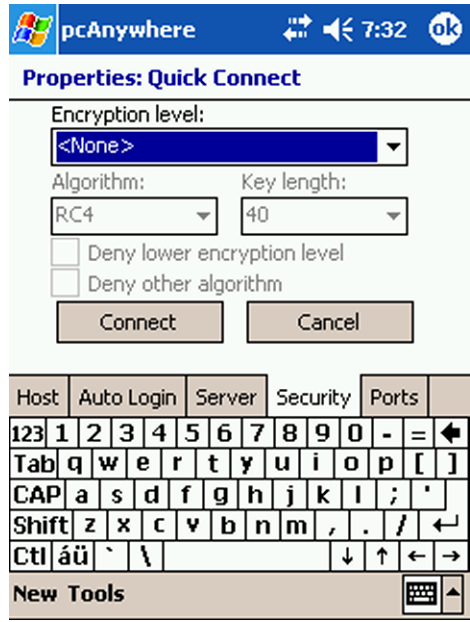 pcAnywhere 7:32 ok
Properties: Quick Connect
Encryption level:
<None>
Algorithm: Key length:
RC4 40
Deny lower encryption level
Deny other algorithm
Connect Cancel
Host Auto Login Server Security Ports
123 1 2 3 4 5 6 7 8 9 0 - =
Tab q w e r t y u i o p [ ]
CAP a s d f g h j k l ; '
Shift z x c v b n m , . /
Ctl áü ` \ ↓ ↑ ← →
New Tools